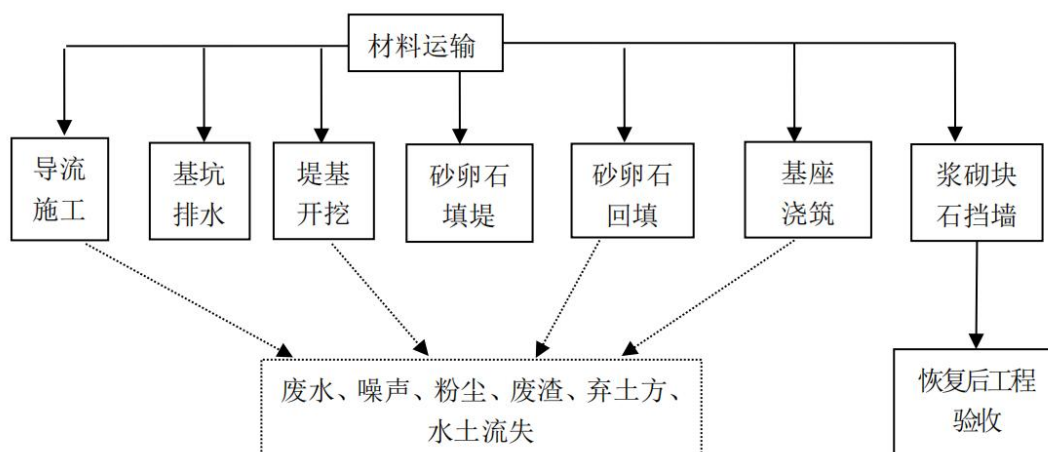 材料运输
导流
施工
基坑
排水
堤基
开挖
砂卵石
填堤
砂卵石
回填
基座
浇筑
浆砌块
石挡墙
废水、噪声、粉尘、废渣、弃土方、
水土流失
恢复后工程
验收